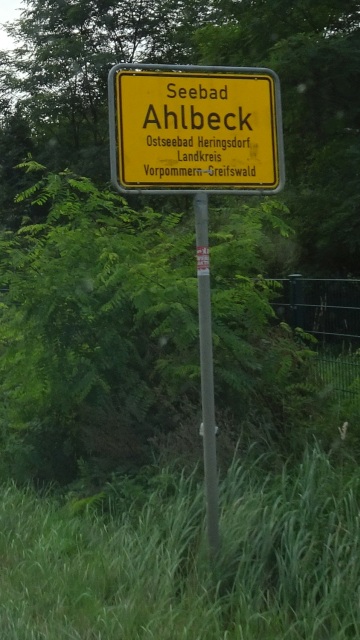 Seebad
Ahlbeck
Ostseebad Heringsdorf
Landkreis
Vorpommern-Greifswald